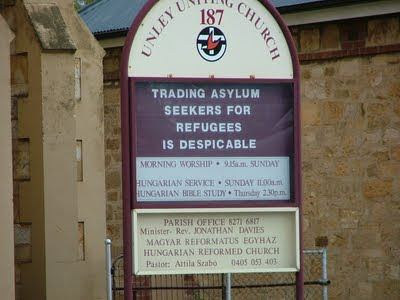 UNLEY UNITING CHURCH
187
TRADING ASYLUM
SEEKERS FOR
REFUGEES
IS DESPICABLE
MORNING WORSHIP • 9.15a.m. SUNDAY
HUNGARIAN SERVICE • SUNDAY 11.00a.m.
HUNGARIAN BIBLE STUDY • Thursday 2.30p.m.
PARISH OFFICE 8271 6817
Minister- Rev. JONATHAN DAVIES
MAGYAR REFORMATUS EGYHAZ
HUNGARIAN REFORMED CHURCH
Pastor: Attila Szabo 0405 053 403